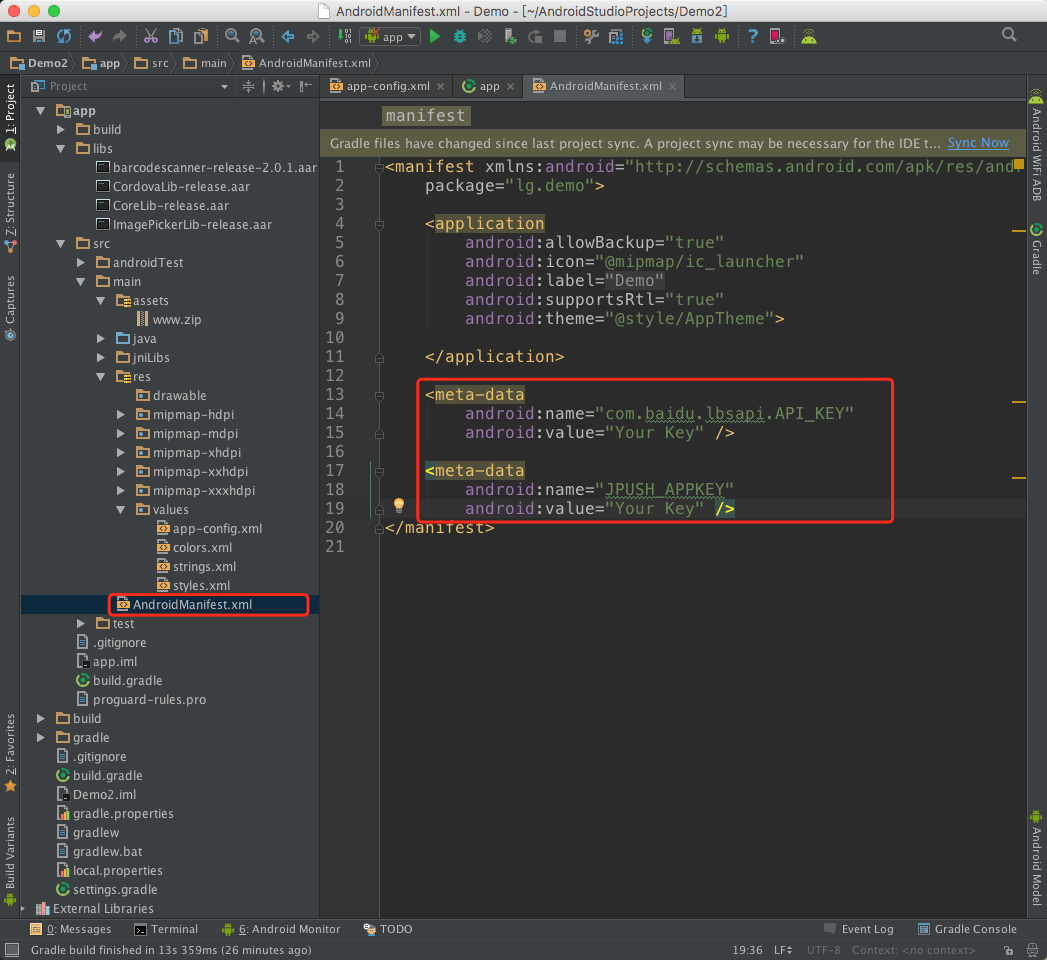 AndroidManifest.xml - Demo - [~/AndroidStudioProjects/Demo2]
app
Demo2 app src main AndroidManifest.xml
Project
app-config.xml app AndroidManifest.xml
1: Project
Z: Structure
Captures
2: Favorites
Build Variants
app
build
libs
barcodescanner-release-2.0.1.aar
CordovaLib-release.aar
CoreLib-release.aar
ImagePickerLib-release.aar
src
androidTest
main
assets
www.zip
java
jniLibs
res
drawable
mipmap-hdpi
mipmap-mdpi
mipmap-xhdpi
mipmap-xxhdpi
mipmap-xxxhdpi
values
app-config.xml
colors.xml
strings.xml
styles.xml
AndroidManifest.xml
test
.gitignore
app.iml
build.gradle
proguard-rules.pro
build
gradle
.gitignore
build.gradle
Demo2.iml
gradle.properties
gradlew
gradlew.bat
local.properties
settings.gradle
External Libraries
manifest
Gradle files have changed since last project sync. A project sync may be necessary for the IDE t... Sync Now
1 <manifest xmlns:android="http://schemas.android.com/apk/res/and
2 package="lg.demo">
3
4 <application
5 android:allowBackup="true"
6 android:icon="@mipmap/ic_launcher"
7 android:label="Demo"
8 android:supportsRtl="true"
9 android:theme="@style/AppTheme">
10
11 </application>
12
13 <meta-data
14 android:name="com.baidu.lbsapi.API_KEY"
15 android:value="Your Key" />
16
17 <meta-data
18 android:name="JPUSH_APPKEY"
19 android:value="Your Key" />
20 </manifest>
21
Android WiFi ADB
Gradle
Android Model
0: Messages Terminal 6: Android Monitor TODO Event Log Gradle Console
Gradle build finished in 13s 359ms (26 minutes ago) 19:36 LF UTF-8 Context: <no context>